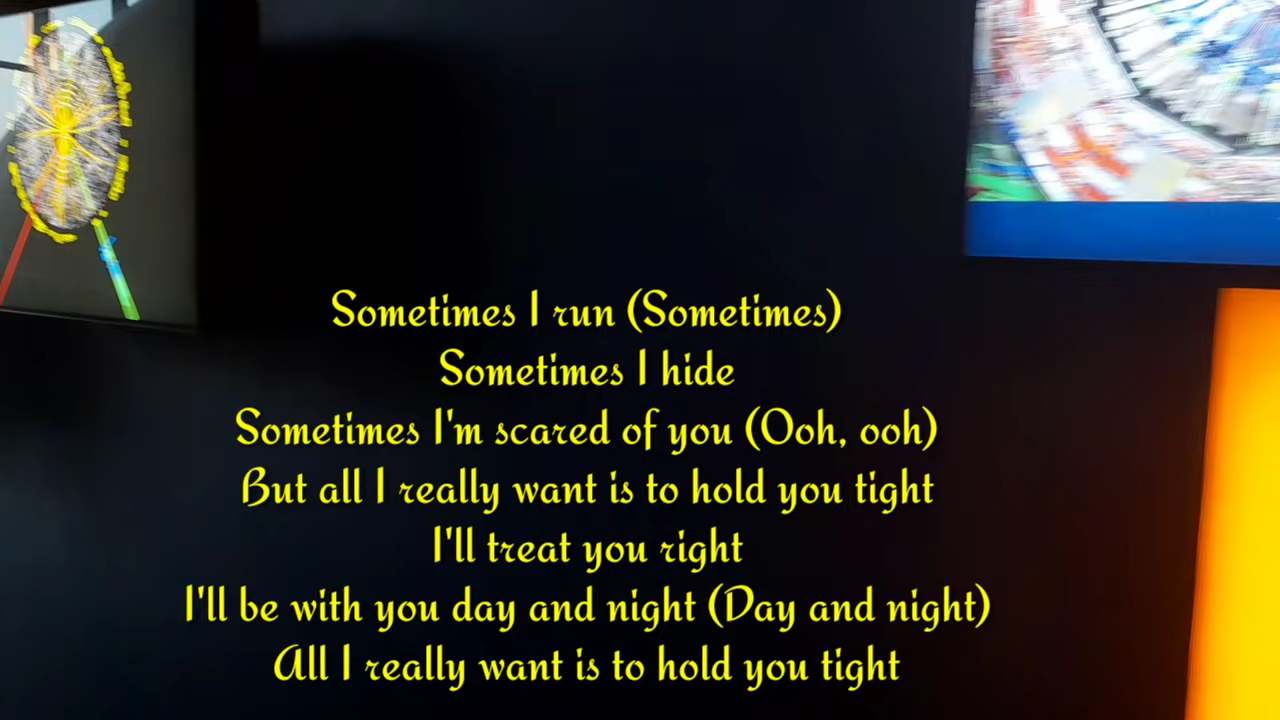 Sometimes I run (Sometimes)
Sometimes I hide
Sometimes I'm scared of you (Ooh, ooh)
But all I really want is to hold you tight
I'll treat you right
I'll be with you day and night (Day and night)
All I really want is to hold you tight